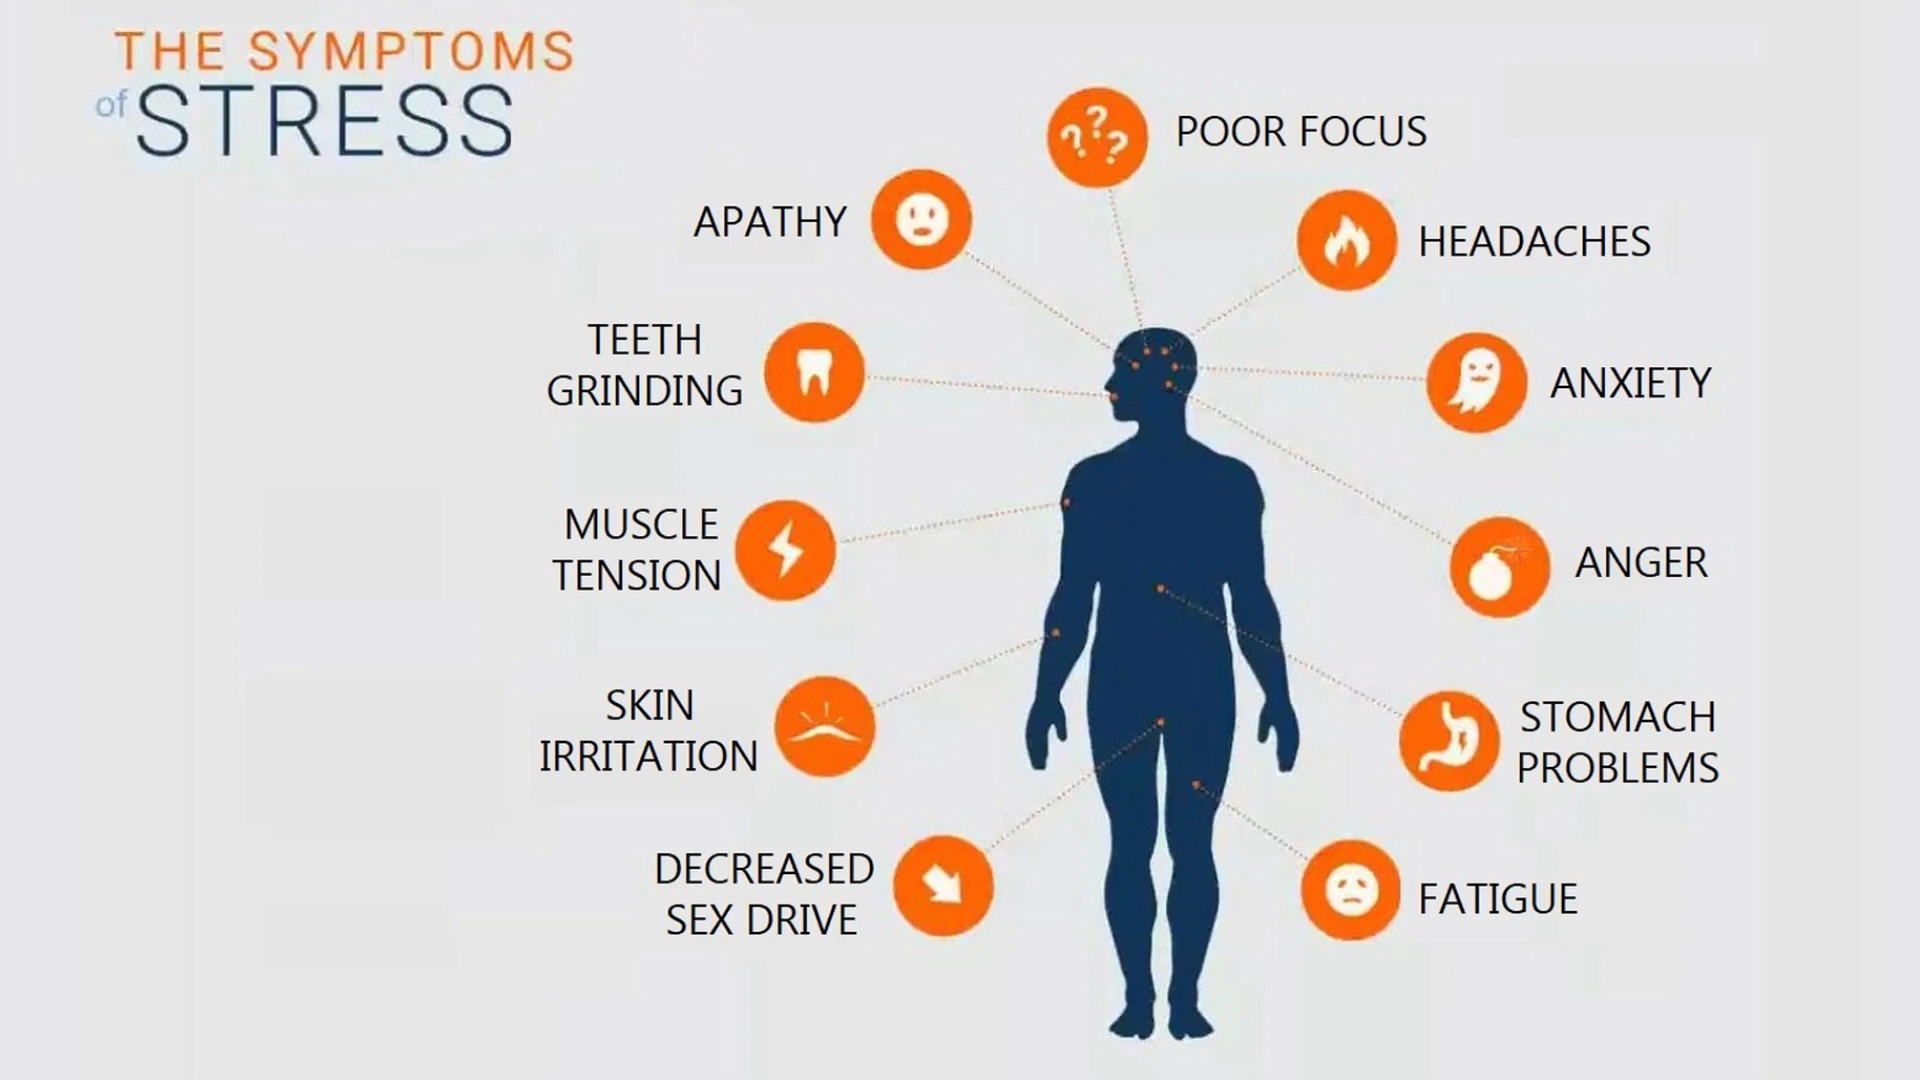 THE SYMPTOMS
of STRESS
POOR FOCUS
APATHY
HEADACHES
TEETH
GRINDING
ANXIETY
MUSCLE
TENSION
ANGER
SKIN
IRRITATION
STOMACH
PROBLEMS
DECREASED
SEX DRIVE
FATIGUE
???